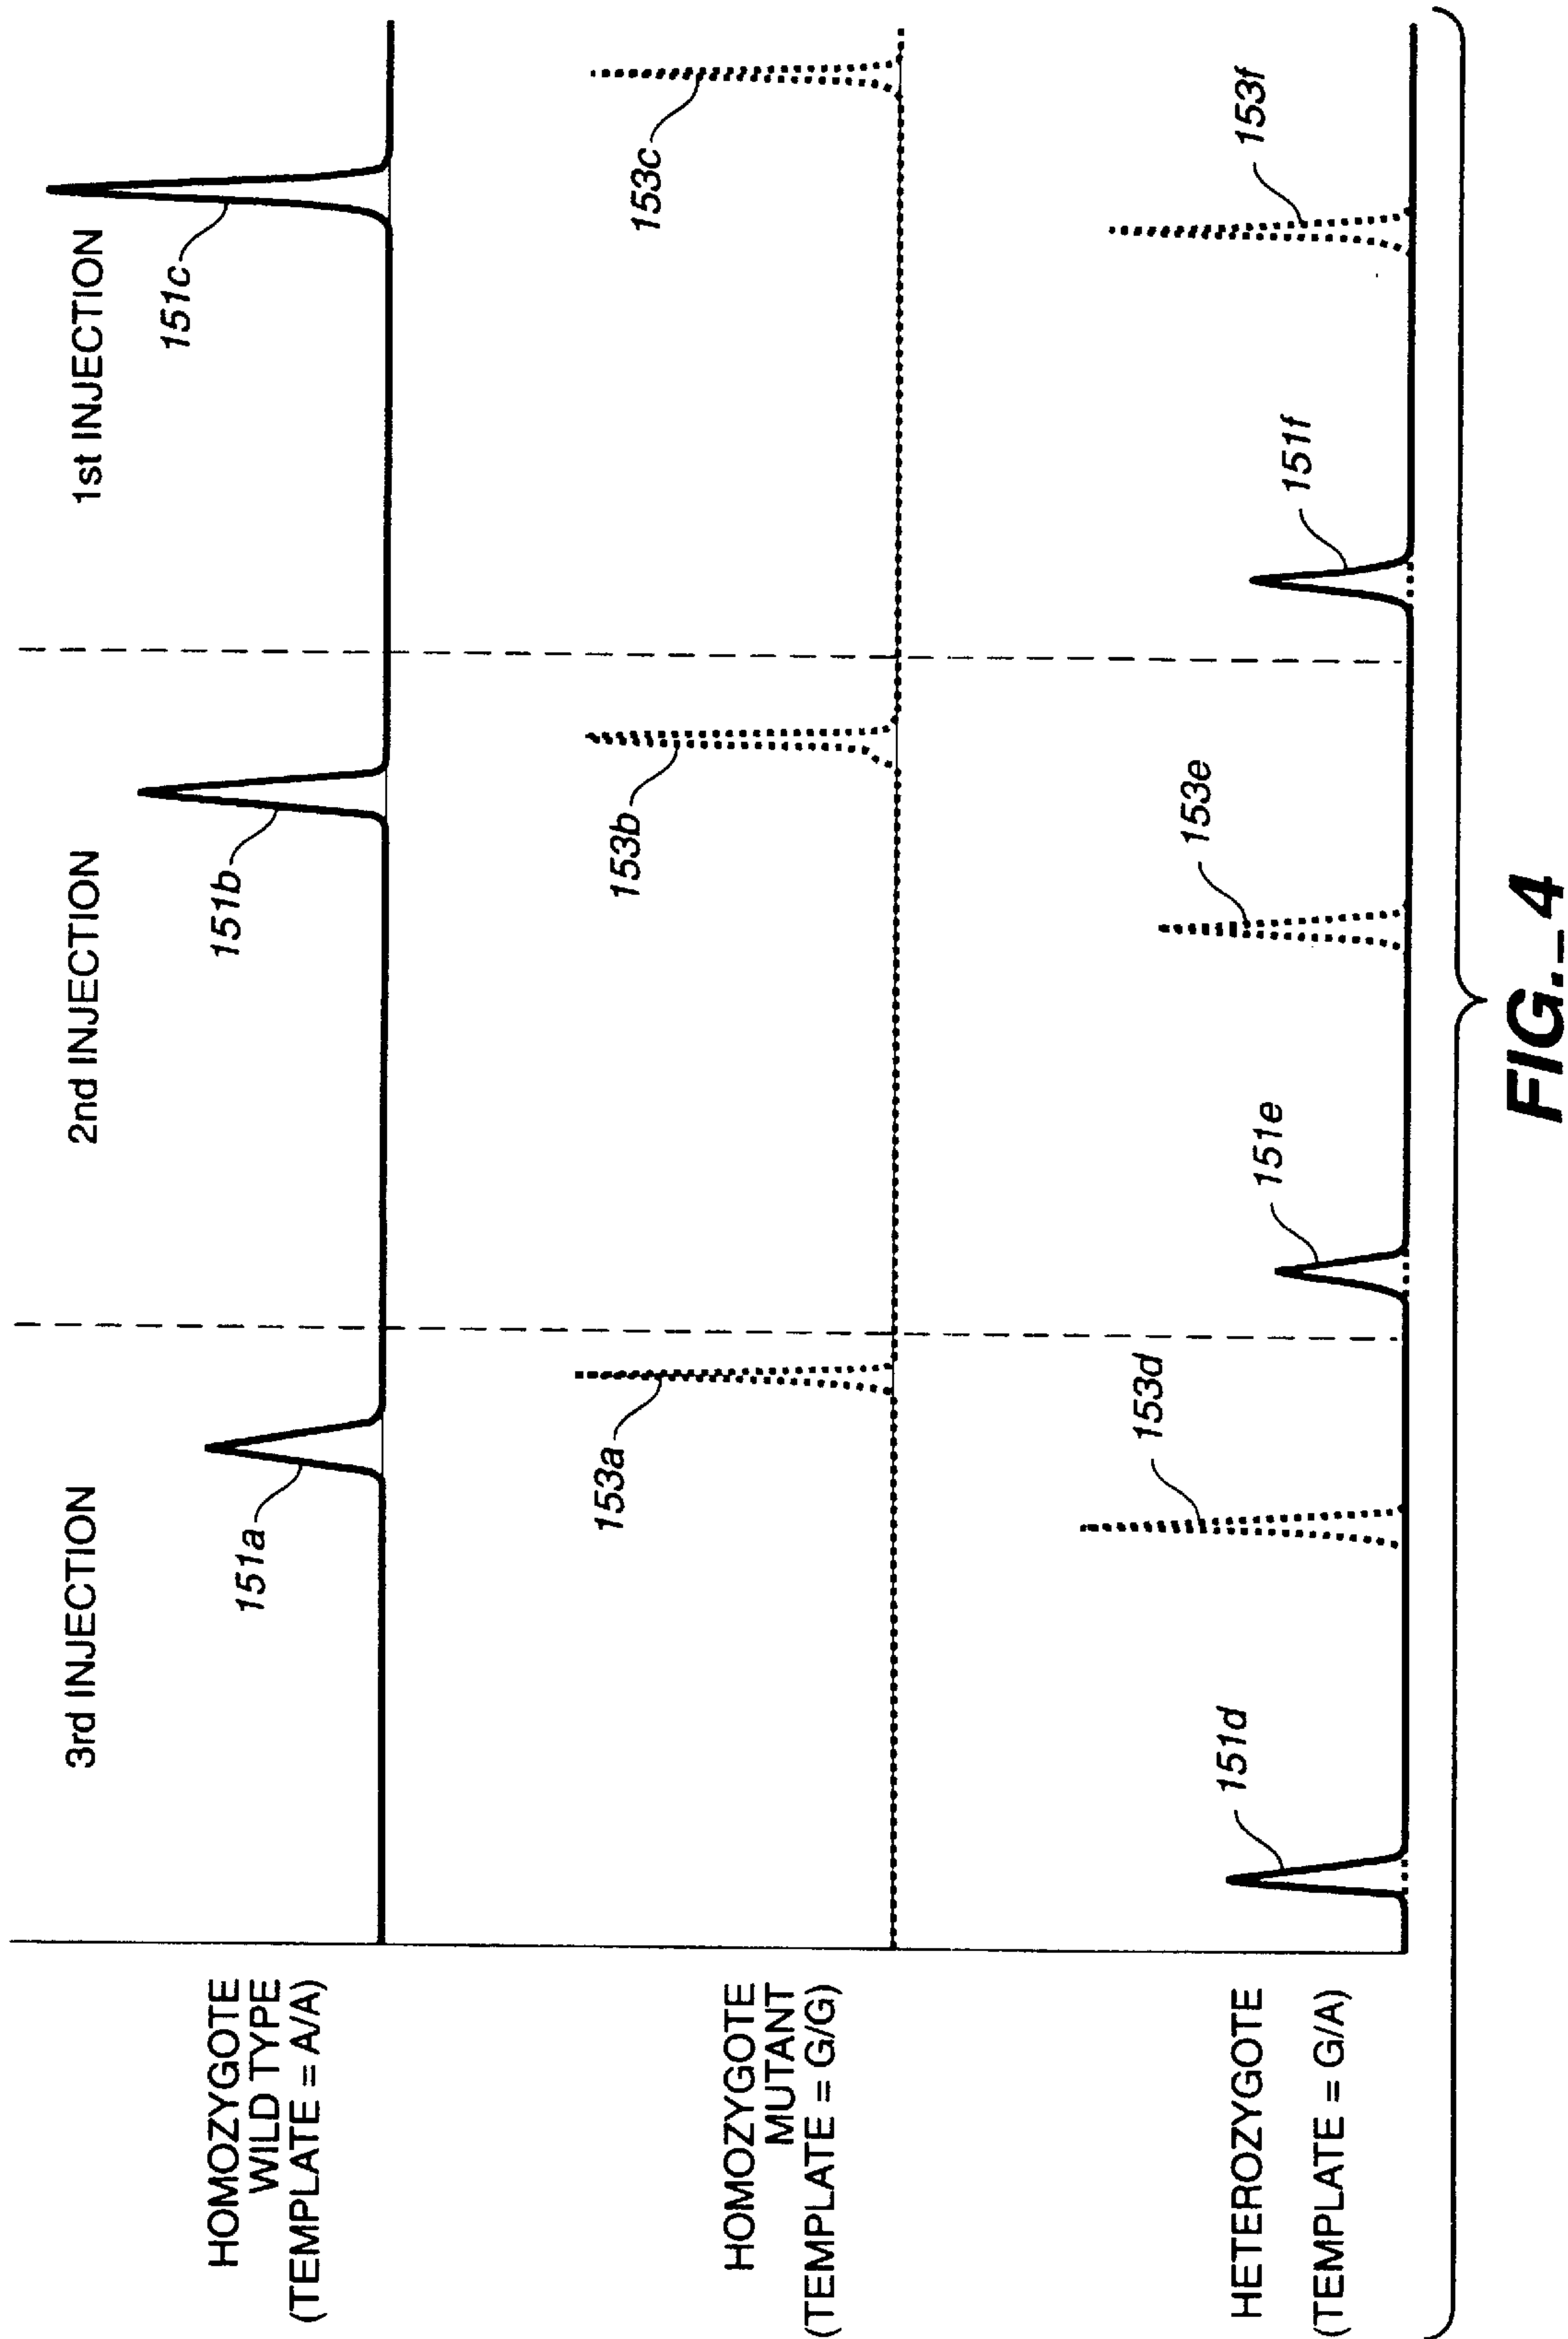 3rd INJECTION
2nd INJECTION
1st INJECTION
HOMOZYGOTE
WILD TYPE
(TEMPLATE = A/A)
151a
151b
151c
HOMOZYGOTE
MUTANT
(TEMPLATE = G/G)
153a
153b
153c
HETEROZYGOTE
(TEMPLATE = G/A)
151d
153d
151e
153e
151f
153f
FIG._4